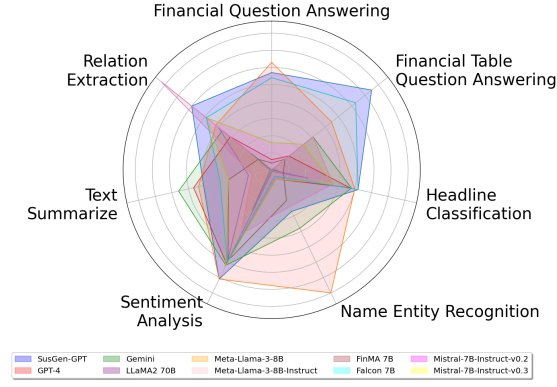 Financial Question Answering
Relation
Extraction
Financial Table
Question Answering
Text
Summarize
Headline
Classification
Sentiment
Analysis
Name Entity Recognition
SusGen-GPT Gemini Meta-Llama-3-8B FinMA 7B Mistral-7B-Instruct-v0.2
GPT-4 LLaMA2 70B Meta-Llama-3-8B-Instruct Falcon 7B Mistral-7B-Instruct-v0.3